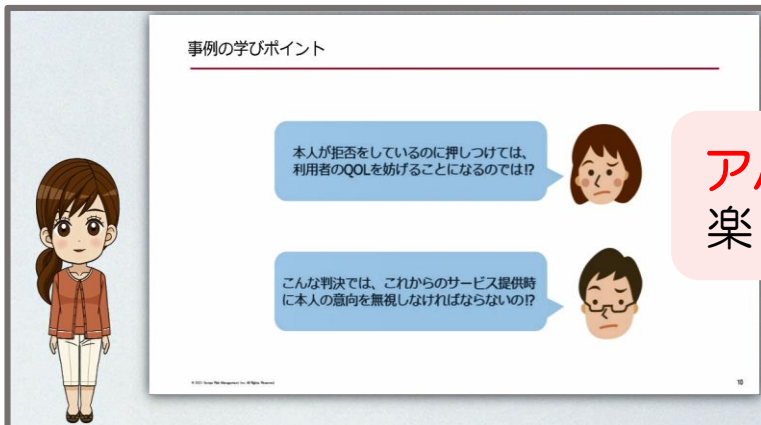 事例の学びポイント
本人が拒否をしているのに押しつけては、
利用者のQOLを妨げることになるのでは!?
こんな判決では、これからのサービス提供時
に本人の意向を無視しなければならないの!?
10
ア
楽